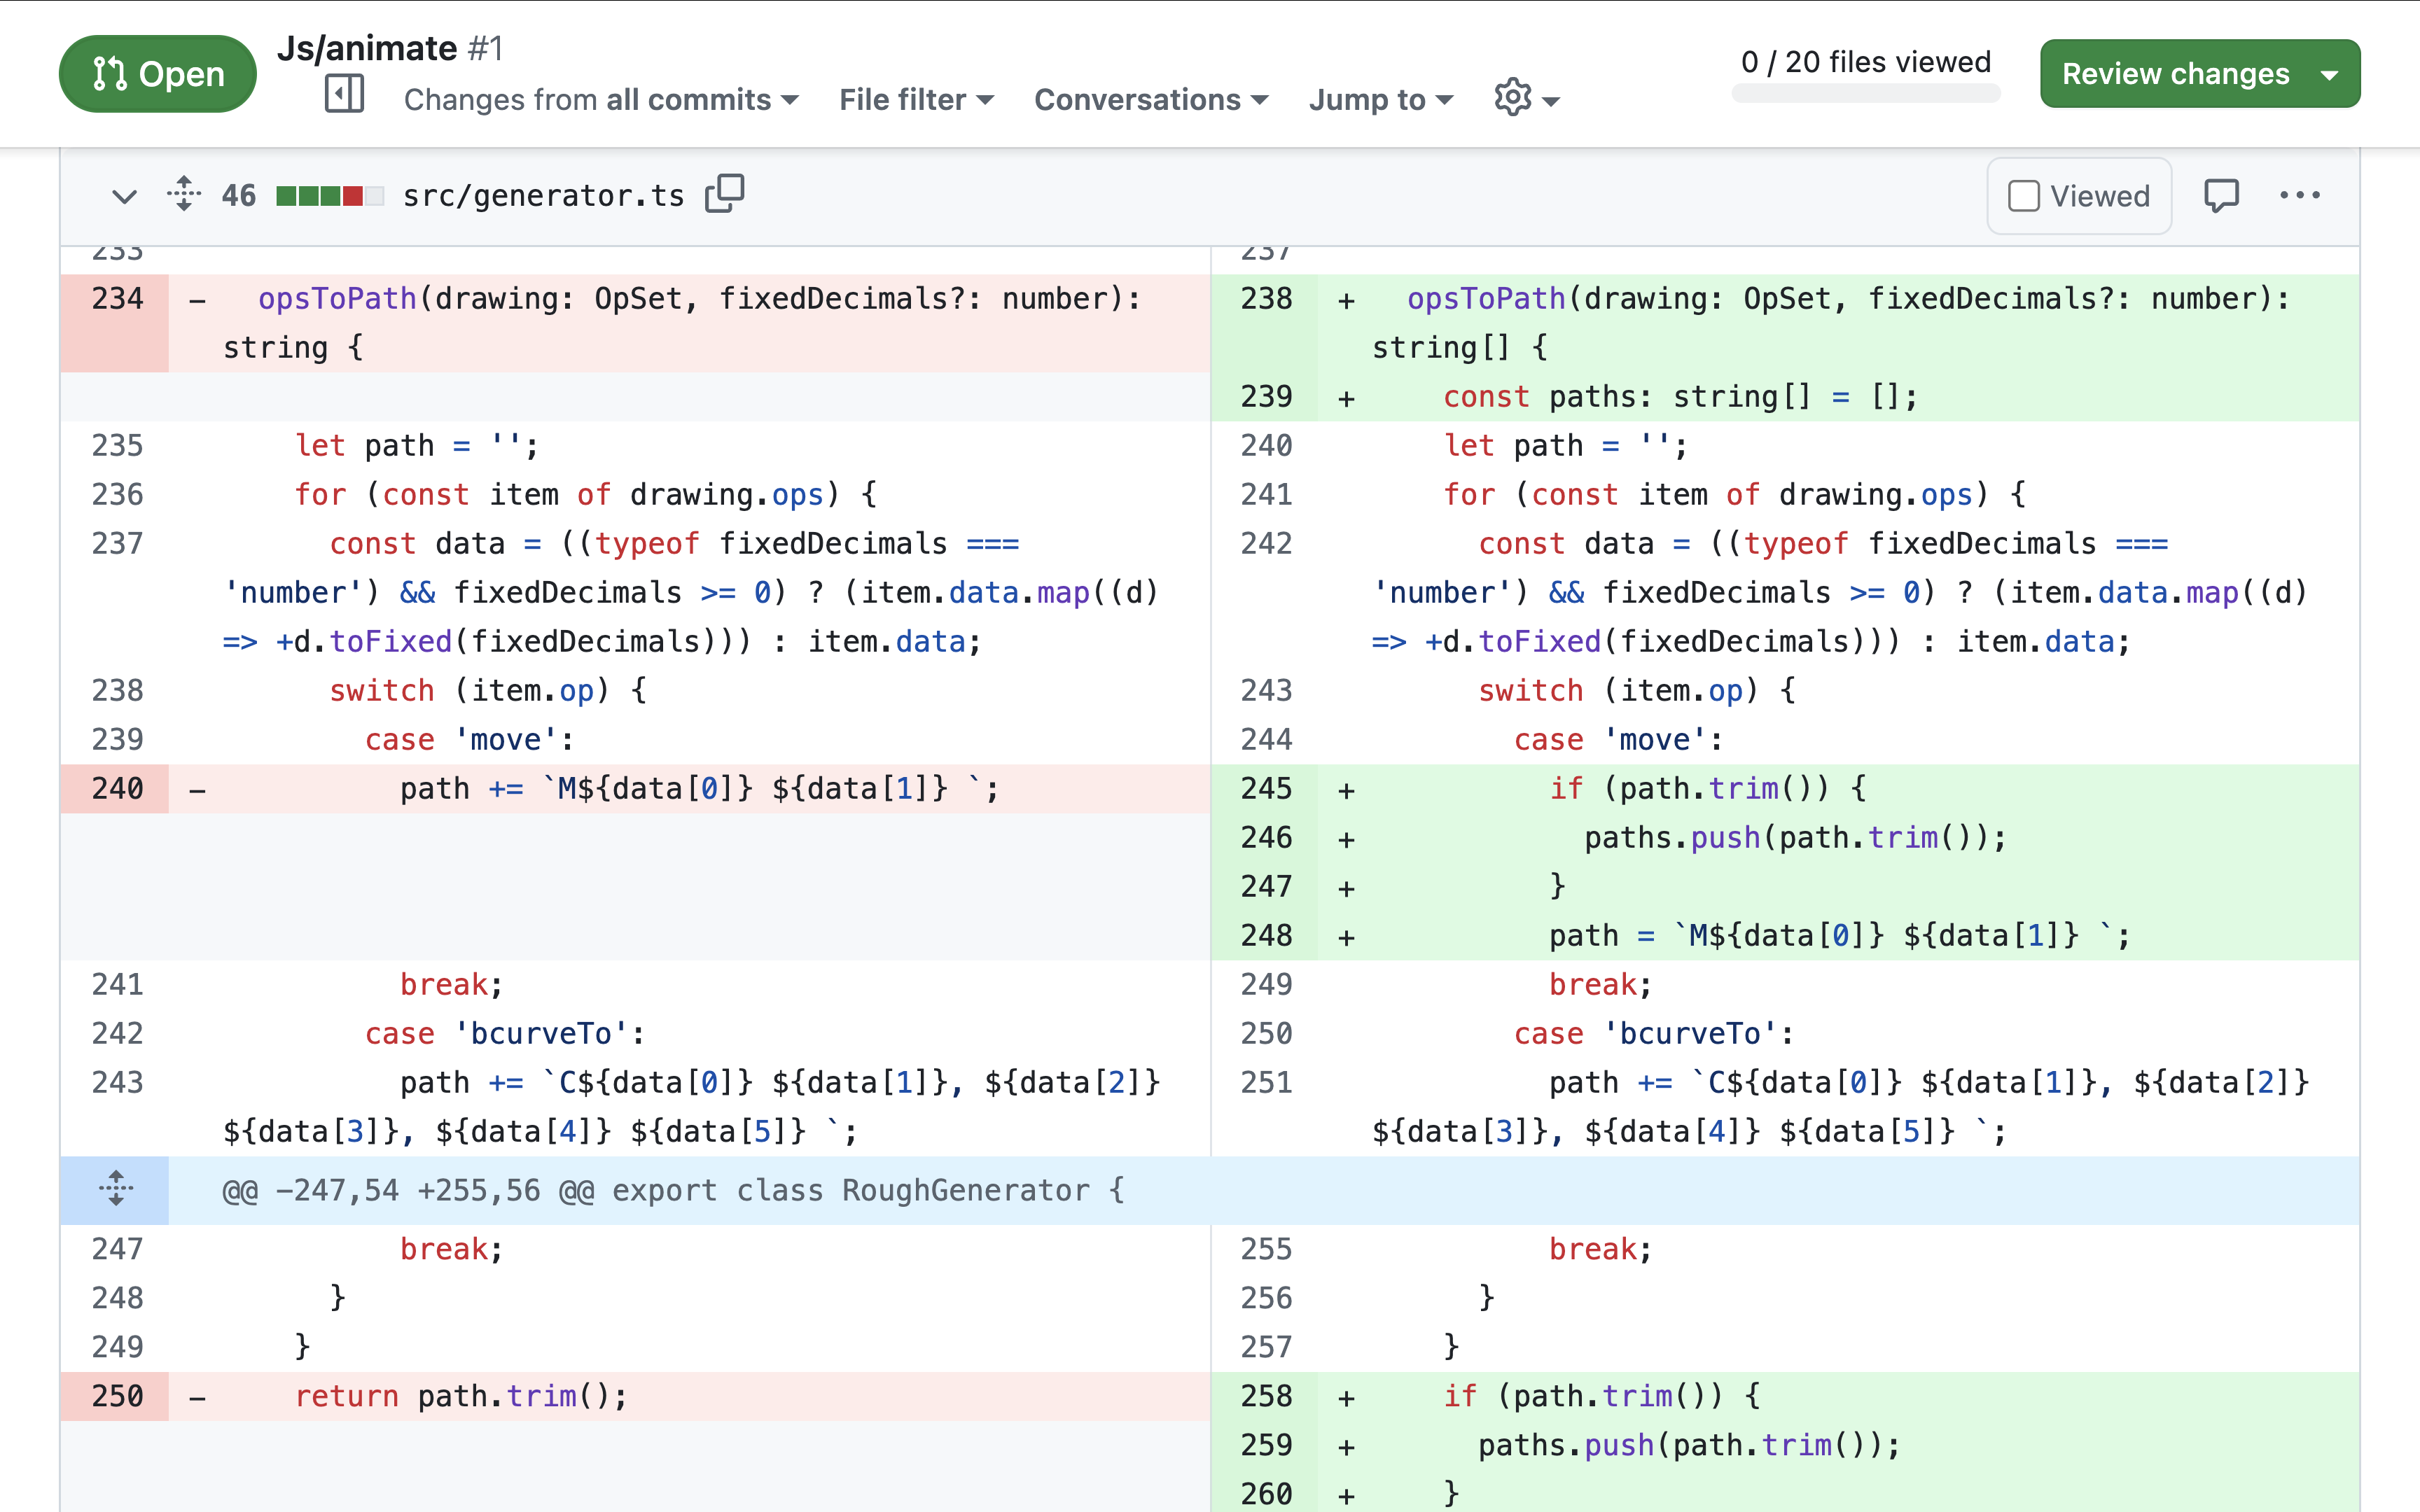 Open
Js/animate #1
Changes from all commits
File filter
Conversations
Jump to
0 / 20 files viewed
Review changes
46
src/generator.ts
Viewed
233
237
234 - opsToPath(drawing: OpSet, fixedDecimals?: number):
string {
238 + opsToPath(drawing: OpSet, fixedDecimals?: number):
string[] {
239 + const paths: string[] = [];
235 let path = '';
240 let path = '';
236 for (const item of drawing.ops) {
241 for (const item of drawing.ops) {
237 const data = ((typeof fixedDecimals ===
'number') && fixedDecimals >= 0) ? (item.data.map((d)
=> +d.toFixed(fixedDecimals))) : item.data;
242 const data = ((typeof fixedDecimals ===
'number') && fixedDecimals >= 0) ? (item.data.map((d)
=> +d.toFixed(fixedDecimals))) : item.data;
238 switch (item.op) {
243 switch (item.op) {
239 case 'move':
244 case 'move':
240 - path += `M${data[0]} ${data[1]} `;
245 + if (path.trim()) {
246 + paths.push(path.trim());
247 + }
248 + path = `M${data[0]} ${data[1]} `;
241 break;
249 break;
242 case 'bcurveTo':
250 case 'bcurveTo':
243 path += `C${data[0]} ${data[1]}, ${data[2]}
${data[3]}, ${data[4]} ${data[5]} `;
251 path += `C${data[0]} ${data[1]}, ${data[2]}
${data[3]}, ${data[4]} ${data[5]} `;
@@ -247,54 +255,56 @@ export class RoughGenerator {
247 break;
255 break;
248 }
256 }
249 }
257 }
250 - return path.trim();
258 + if (path.trim()) {
259 + paths.push(path.trim());
260 + }